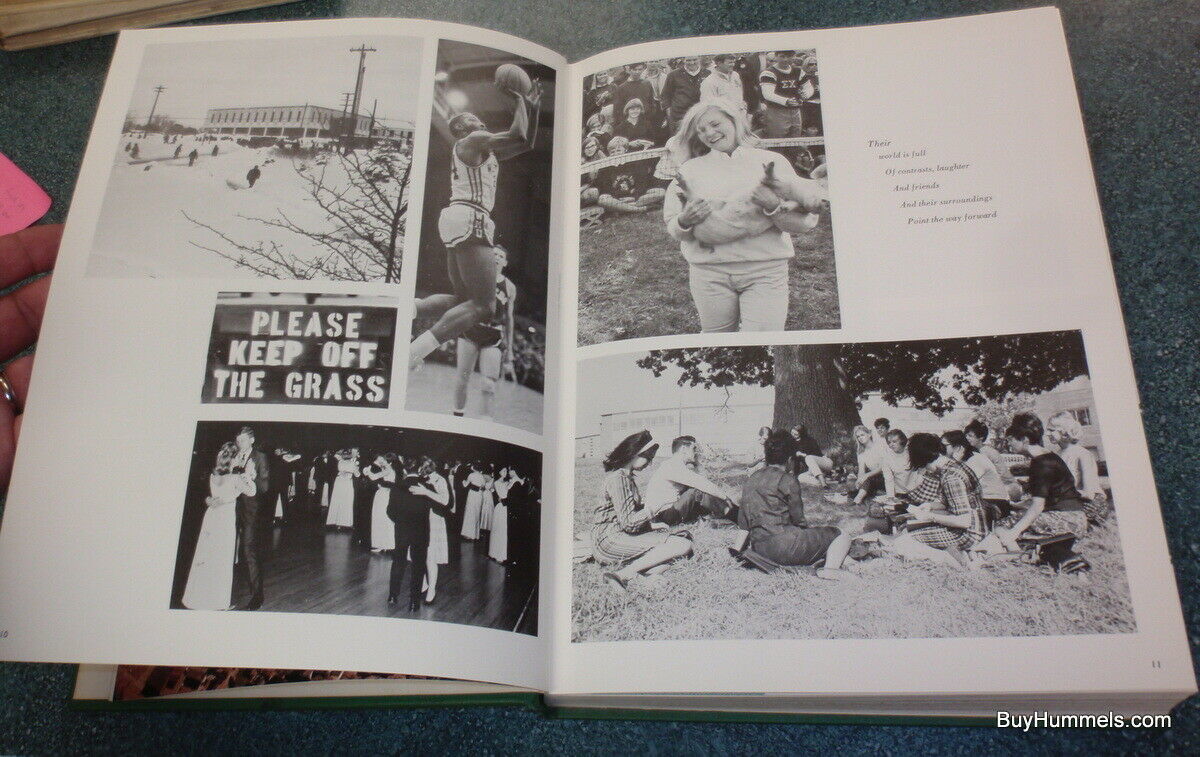 PLEASE
KEEP OFF
THE GRASS
10
ΣX
Their
world is full
Of contrasts, laughter
And friends
And their surroundings
Point the way forward
11
BuyHummels.com